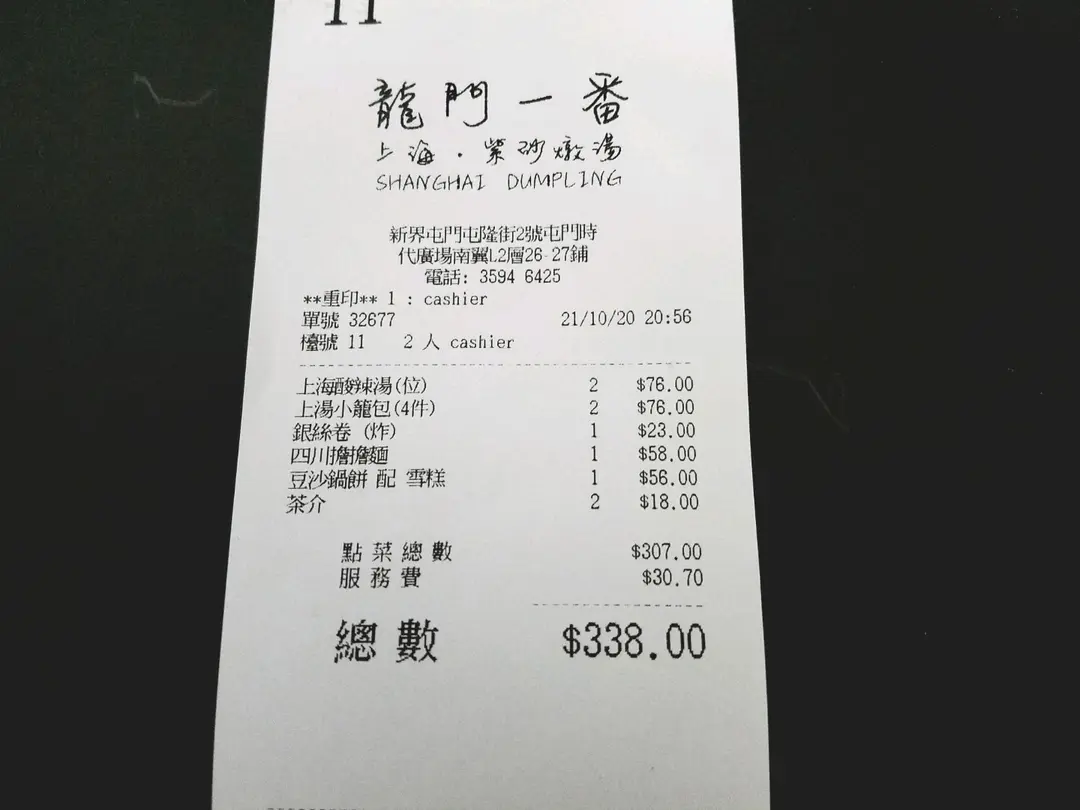 11
龍門一番
上海．紫砂燉湯
SHANGHAI DUMPLING
新界屯門屯隆街2號屯門時
代廣場南翼L2層26-27鋪
電話: 3594 6425
**重印** 1 : cashier
單號 32677 21/10/20 20:56
檯號 11 2 人 cashier
上海酸辣湯(位) 2 $76.00
上湯小籠包(4件) 2 $76.00
銀絲卷 (炸) 1 $23.00
四川擔擔麵 1 $58.00
豆沙鍋餅 配 雪糕 1 $56.00
茶介 2 $18.00
點菜總數 $307.00
服務費 $30.70
總數 $338.00